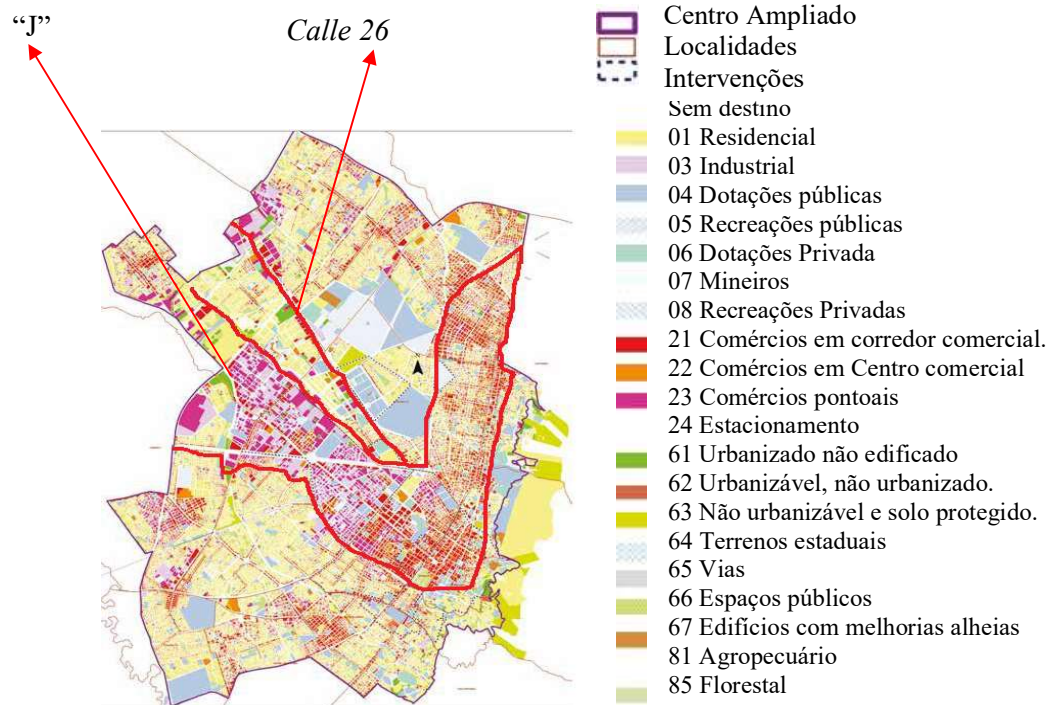 “J”
Calle 26
Centro Ampliado
Localidades
Intervenções
Sem destino
01 Residencial
03 Industrial
04 Dotações públicas
05 Recreações públicas
06 Dotações Privada
07 Mineiros
08 Recreações Privadas
21 Comércios em corredor comercial.
22 Comércios em Centro comercial
23 Comércios pontoais
24 Estacionamento
61 Urbanizado não edificado
62 Urbanizável, não urbanizado.
63 Não urbanizável e solo protegido.
64 Terrenos estaduais
65 Vias
66 Espaços públicos
67 Edifícios com melhorias alheias
81 Agropecuário
85 Florestal